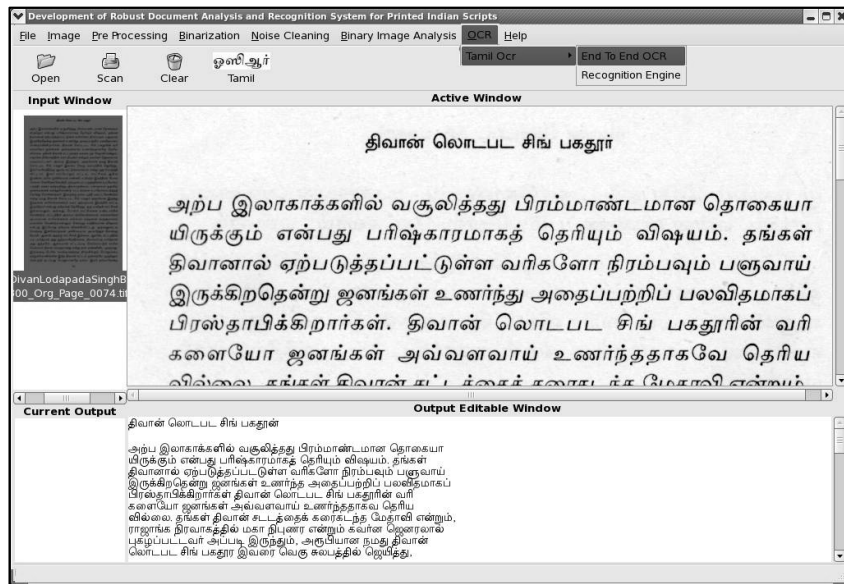 Development of Robust Document Analysis and Recognition System for Printed Indian Scripts
File Image Pre Processing Binarization Noise Cleaning Binary Image Analysis OCR Help
Tamil Ocr
End To End OCR
Recognition Engine
ஓஸிஆர்
Open Scan Clear Tamil
Input Window
Active Window
திவான் லொடபட சிங் பகதூர்
அற்ப இலாகாக்களில் வசூலித்தது பிரம்மாண்டமான தொகையா
யிருக்கும் என்பது பரிஷ்காரமாகத் தெரியும் விஷயம். தங்கள்
திவானால் ஏற்படுத்தப்பட்டுள்ள வரிகளோ நிரம்பவும் பளுவாய்
இருக்கிறதென்று ஜனங்கள் உணர்ந்து அதைப்பற்றிப் பலவிதமாகப்
பிரஸ்தாபிக்கிறார்கள். திவான் லொடபட சிங் பகதூரின் வரி
களையோ ஜனங்கள் அவ்வளவாய் உணர்ந்ததாகவே தெரிய
DivanLodapadaSinghB
00_Org_Page_0074.tif
Current Output
Output Editable Window
திவான் லொடபட சிங் பகதூன்
அற்ப இலாகாக்களில் வசூலித்தது பிரம்மாண்டமான தொகையா
யிருக்கும் என்பது பரிஷ்காரமாகத் தெரியும் விஷயம். தங்கள்
திவானால் ஏற்படுத்தப்படடுள்ள வரிகளோ நிரம்பவும் பளுவாய்
இருக்கிறதென்று ஜனங்கள் உணர்ந்த அதைப்பற்றிப் பலவிதமாகப்
பிரஸ்தாபிக்கிறார்கள் திவான் லொடபட சிங் பகதூரின் வரி
களையோ ஜனங்கள் அவ்வளவாய் உணர்ந்ததாகவ தெரிய
வில்லை. தங்கள் திவான் சடடத்தைக் கரைகடந்த மேதாவி என்றும்,
ராஜாங்க நிரவாகத்தில் மகா நிபுணர என்றும் கவர்ன ஜெனரலால்
புகழ்ப்படடவர் அப்படி இருந்தும், அரூபியான நமது திவான்
லொடபட சிங் பகதூர இவரை வெகு சுலபத்தில் ஜெயித்து,